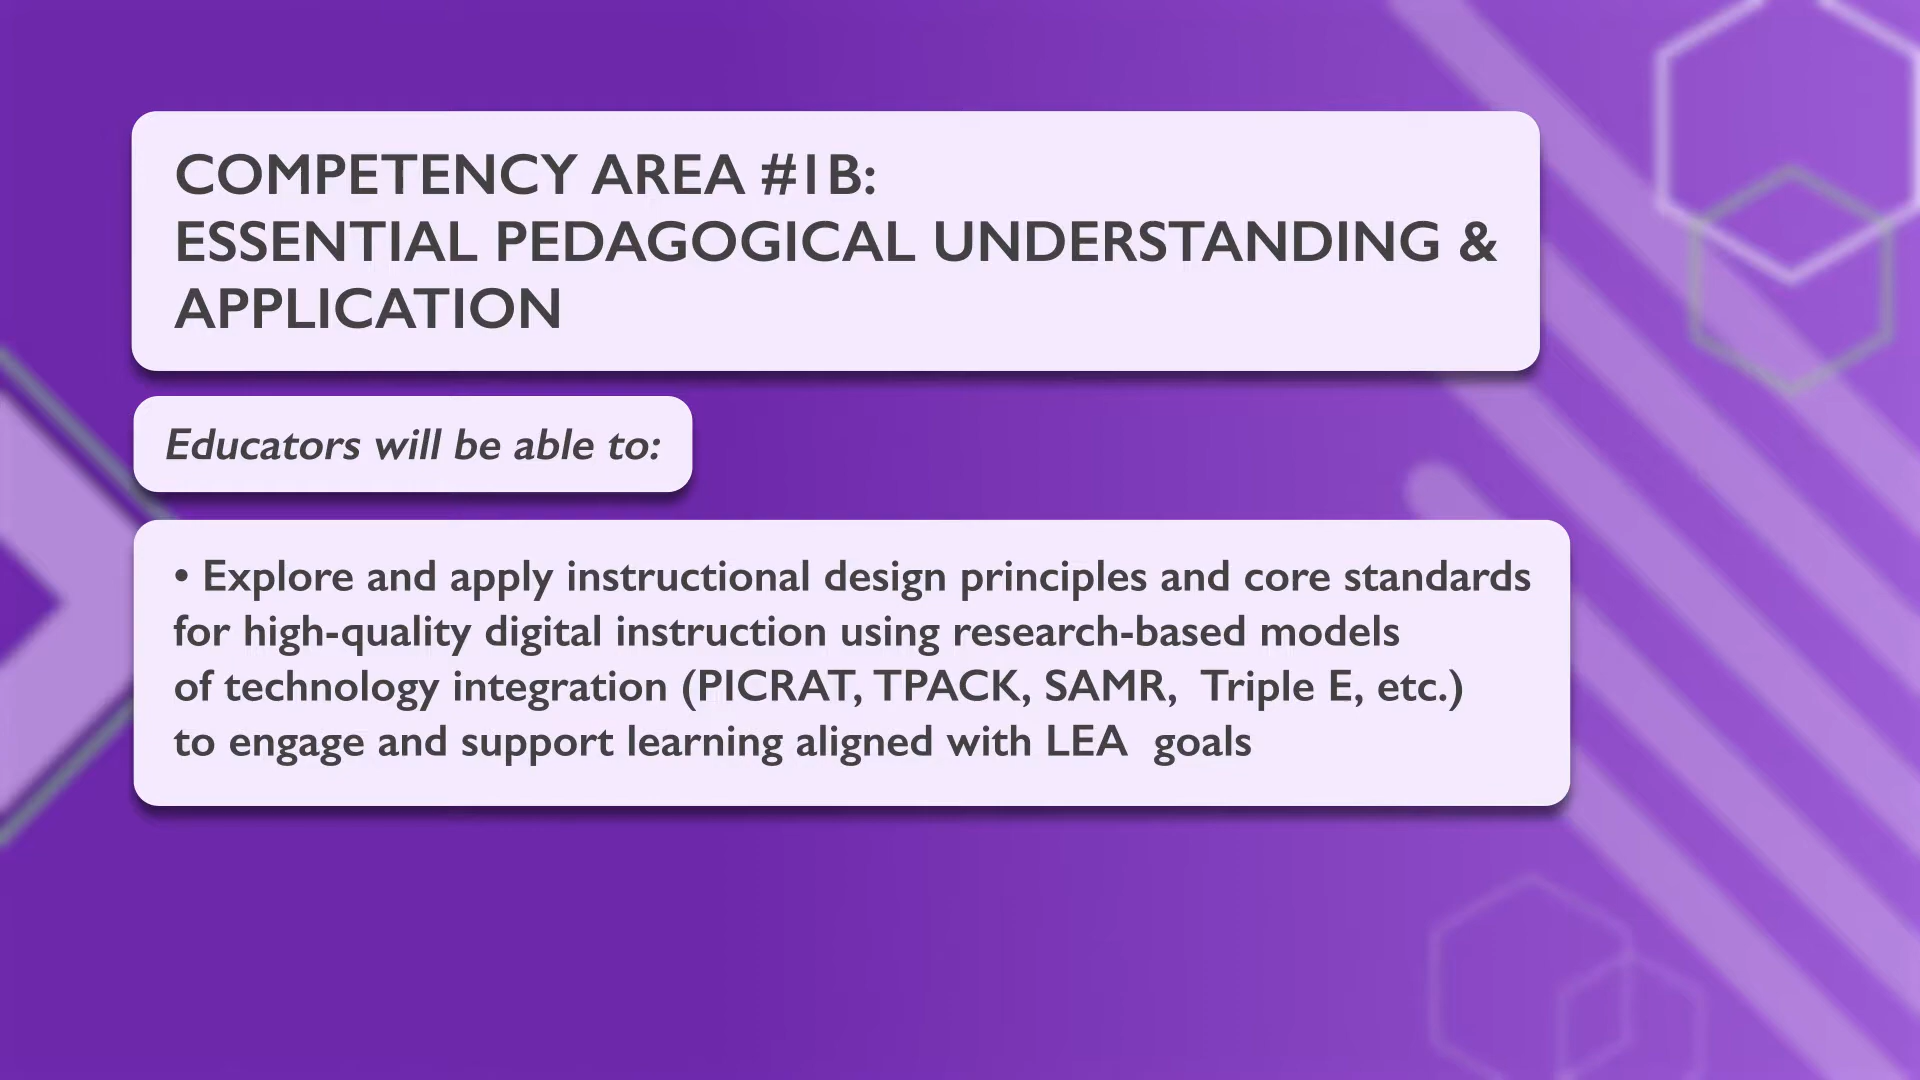 COMPETENCY AREA #1B:
ESSENTIAL PEDAGOGICAL UNDERSTANDING &
APPLICATION
Educators will be able to:
• Explore and apply instructional design principles and core standards
for high-quality digital instruction using research-based models
of technology integration (PICRAT, TPACK, SAMR,  Triple E, etc.)
to engage and support learning aligned with LEA  goals